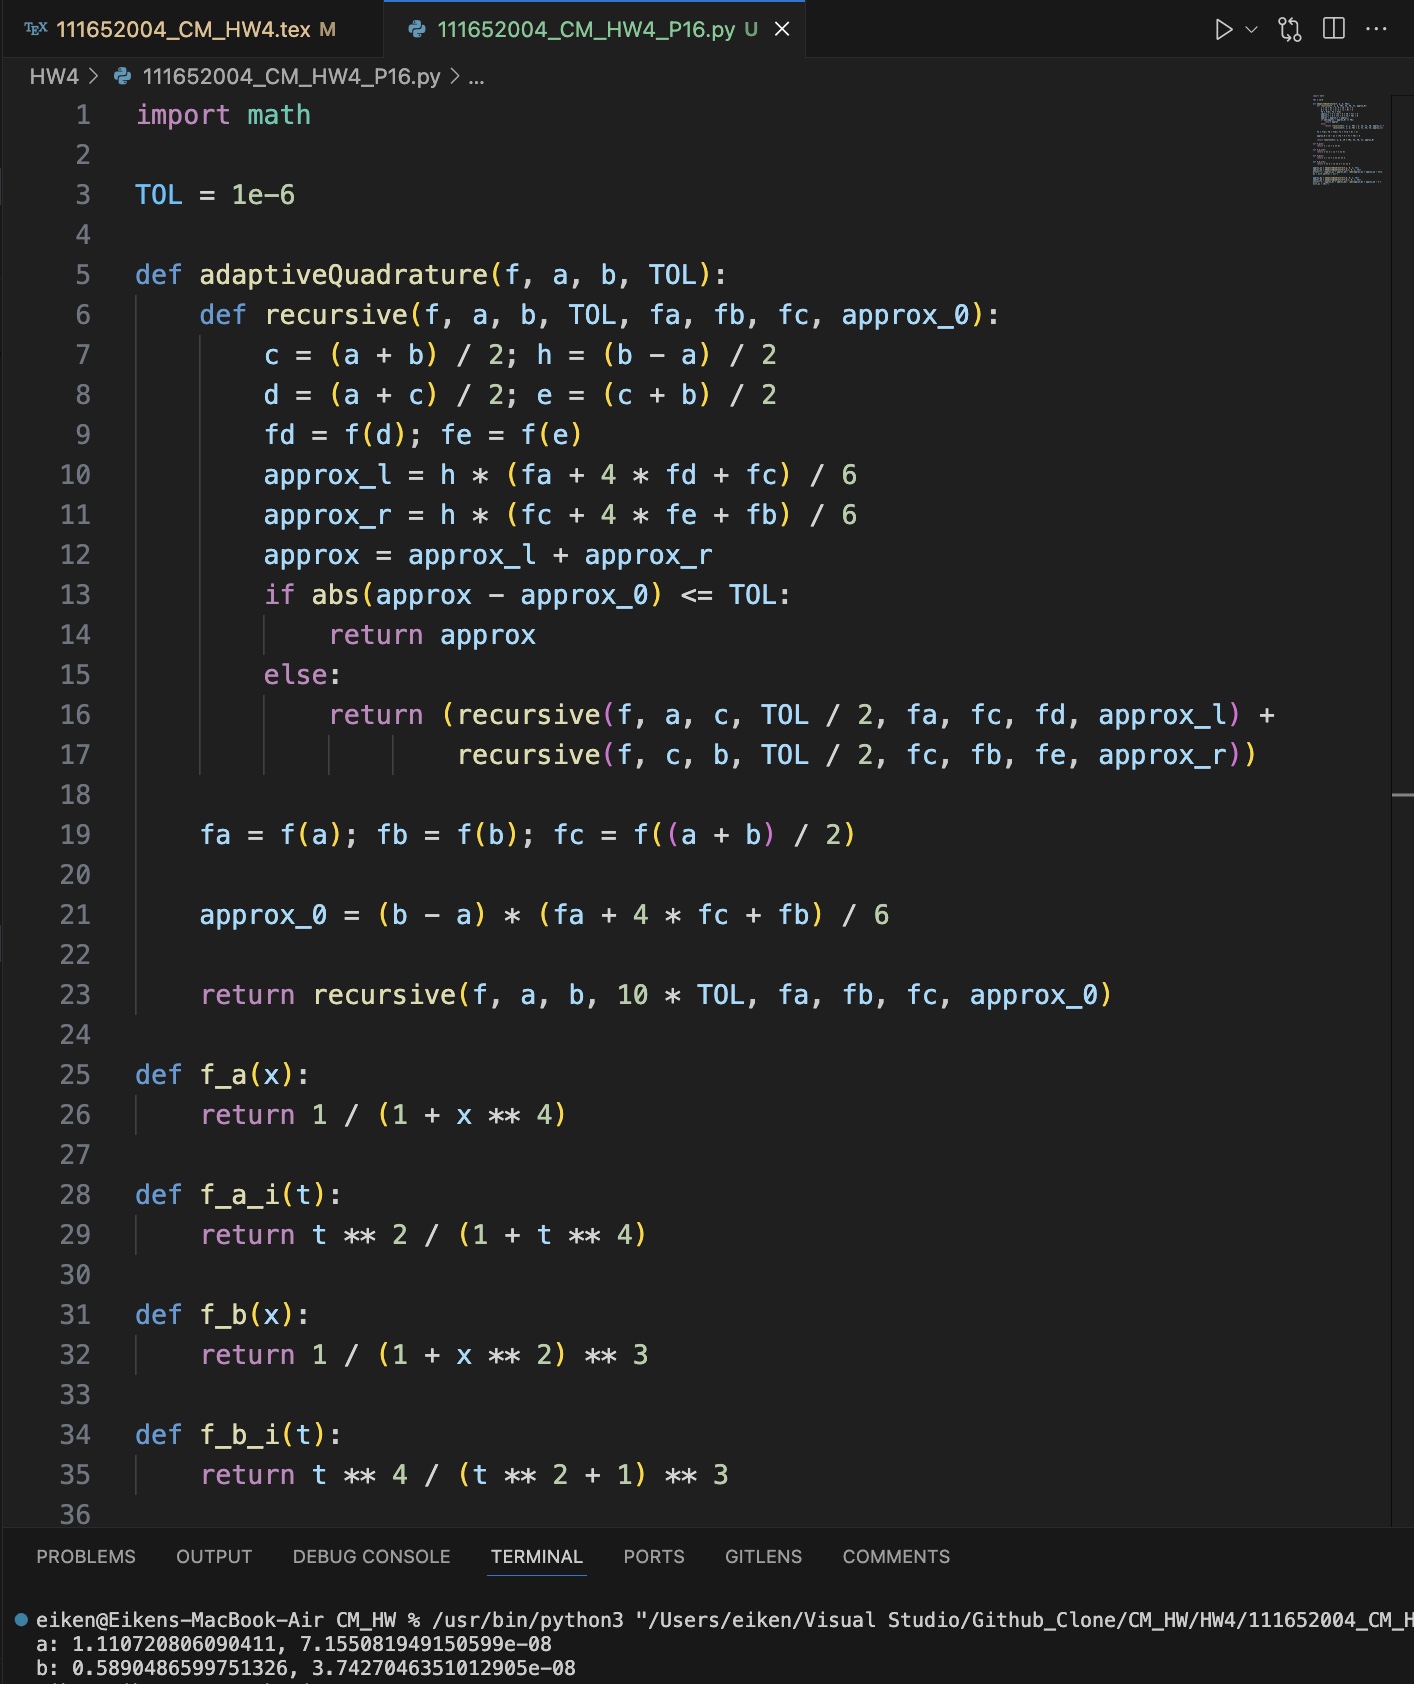 TEX 111652004_CM_HW4.tex M
111652004_CM_HW4_P16.py U
HW4 > 111652004_CM_HW4_P16.py > ...
1 import math
2
3 TOL = 1e-6
4
5 def adaptiveQuadrature(f, a, b, TOL):
6     def recursive(f, a, b, TOL, fa, fb, fc, approx_0):
7         c = (a + b) / 2; h = (b - a) / 2
8         d = (a + c) / 2; e = (c + b) / 2
9         fd = f(d); fe = f(e)
10         approx_l = h * (fa + 4 * fd + fc) / 6
11         approx_r = h * (fc + 4 * fe + fb) / 6
12         approx = approx_l + approx_r
13         if abs(approx - approx_0) <= TOL:
14             return approx
15         else:
16             return (recursive(f, a, c, TOL / 2, fa, fc, fd, approx_l) +
17                     recursive(f, c, b, TOL / 2, fc, fb, fe, approx_r))
18
19     fa = f(a); fb = f(b); fc = f((a + b) / 2)
20
21     approx_0 = (b - a) * (fa + 4 * fc + fb) / 6
22
23     return recursive(f, a, b, 10 * TOL, fa, fb, fc, approx_0)
24
25 def f_a(x):
26     return 1 / (1 + x ** 4)
27
28 def f_a_i(t):
29     return t ** 2 / (1 + t ** 4)
30
31 def f_b(x):
32     return 1 / (1 + x ** 2) ** 3
33
34 def f_b_i(t):
35     return t ** 4 / (t ** 2 + 1) ** 3
36
PROBLEMS OUTPUT DEBUG CONSOLE TERMINAL PORTS GITLENS COMMENTS
eiken@Eikens-MacBook-Air CM_HW % /usr/bin/python3 "/Users/eiken/Visual Studio/Github_Clone/CM_HW/HW4/111652004_CM_H
a: 1.110720806090411, 7.155081949150599e-08
b: 0.5890486599751326, 3.7427046351012905e-08